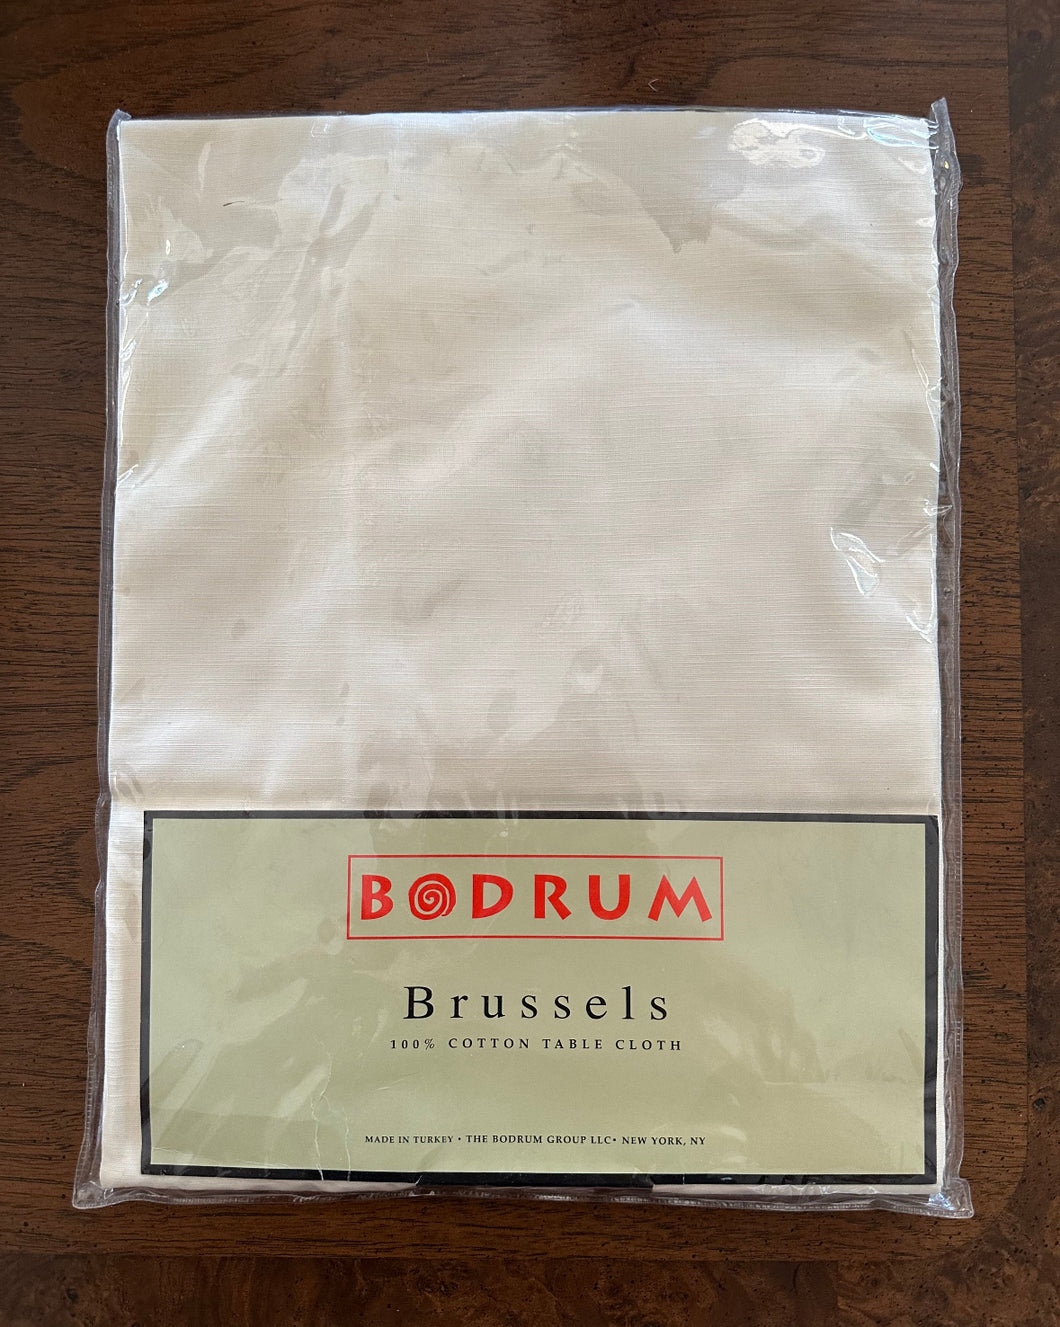 BODRUM
Brussels
100% COTTON TABLE CLOTH
MADE IN TURKEY • THE BODRUM GROUP LLC• NEW YORK, NY